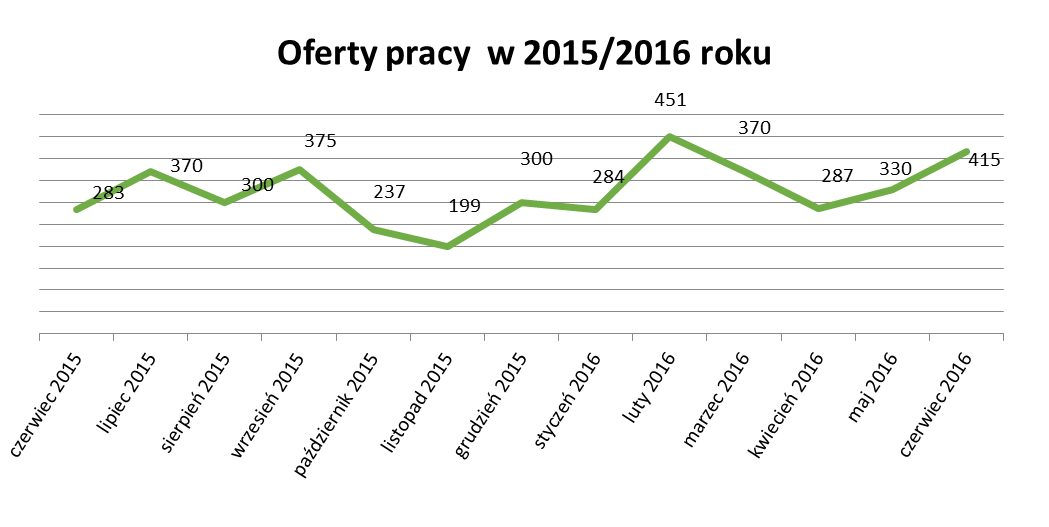 Oferty pracy  w 2015/2016 roku
283
370
300
375
237
199
300
284
451
370
287
330
415
czerwiec 2015
lipiec 2015
sierpień 2015
wrzesień 2015
październik 2015
listopad 2015
grudzień 2015
styczeń 2016
luty 2016
marzec 2016
kwiecień 2016
maj 2016
czerwiec 2016